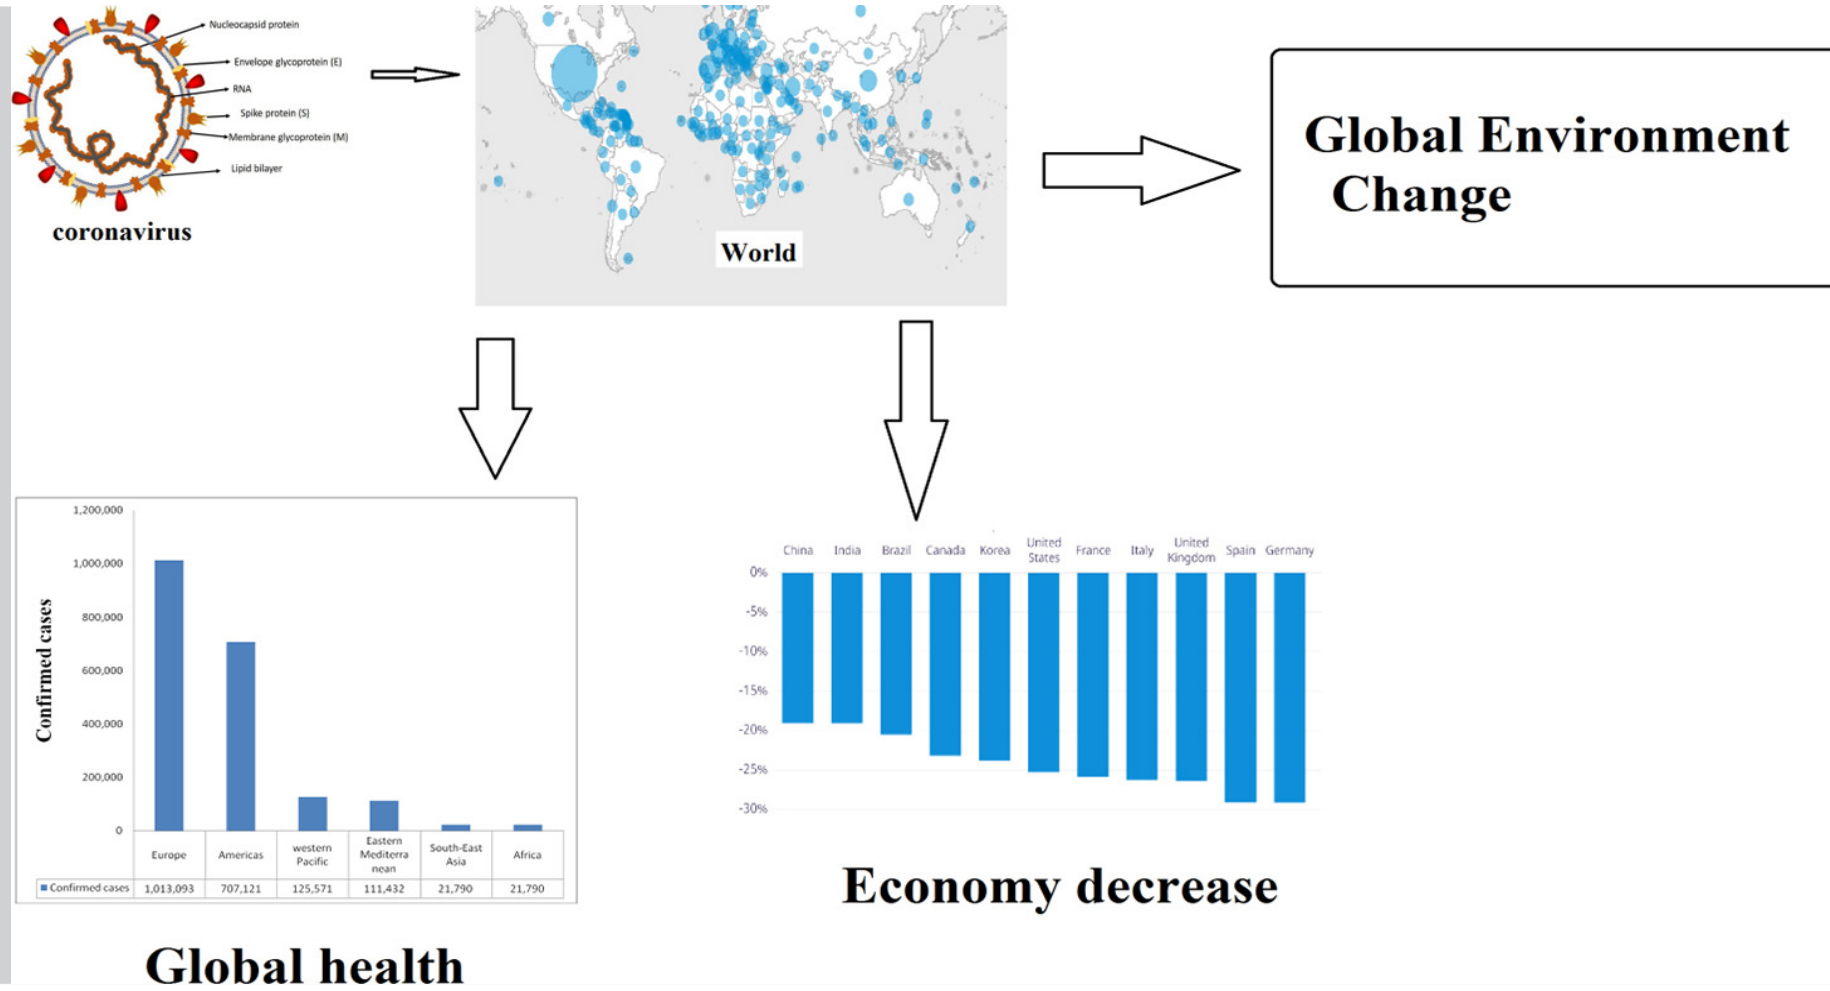 Nucleocapsid protein
Envelope glycoprotein (E)
RNA
Spike protein (S)
Membrane glycoprotein (M)
Lipid bilayer
coronavirus
World
Global Environment
Change
1,200,000
1,000,000
800,000
600,000
400,000
200,000
0
Confirmed cases
Europe
Americas
western
Pacific
Eastern
Mediterra
nean
South-East
Asia
Africa
Confirmed cases 1,013,093 707,121 125,571 111,432 21,790 21,790
Global health
China India Brazil Canada Korea United
States France Italy United
Kingdom Spain Germany
0%
-5%
-10%
-15%
-20%
-25%
-30%
Economy decrease